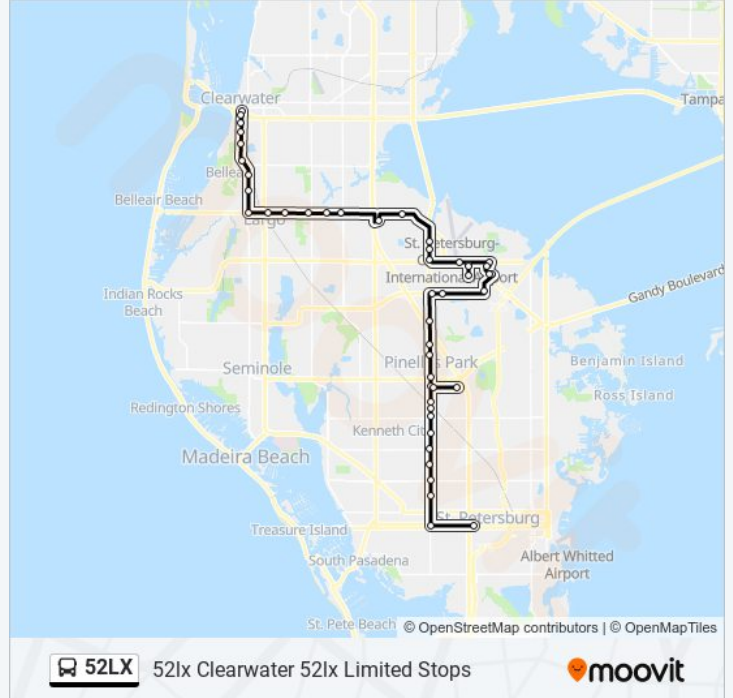 Clearwater
Tampa
Belleair Beach
Largo
St. Petersburg-
International
Indian Rocks
Beach
Gandy Boulevard
Pinellas Park
Seminole
Benjamin Island
Ross Island
Redington Shores
Kenneth City
Madeira Beach
St. Petersburg
Treasure Island
South Pasadena
Albert Whitted
Airport
St. Pete Beach
© OpenStreetMap contributors | © OpenMapTiles
52LX
52lx Clearwater 52lx Limited Stops
moovit